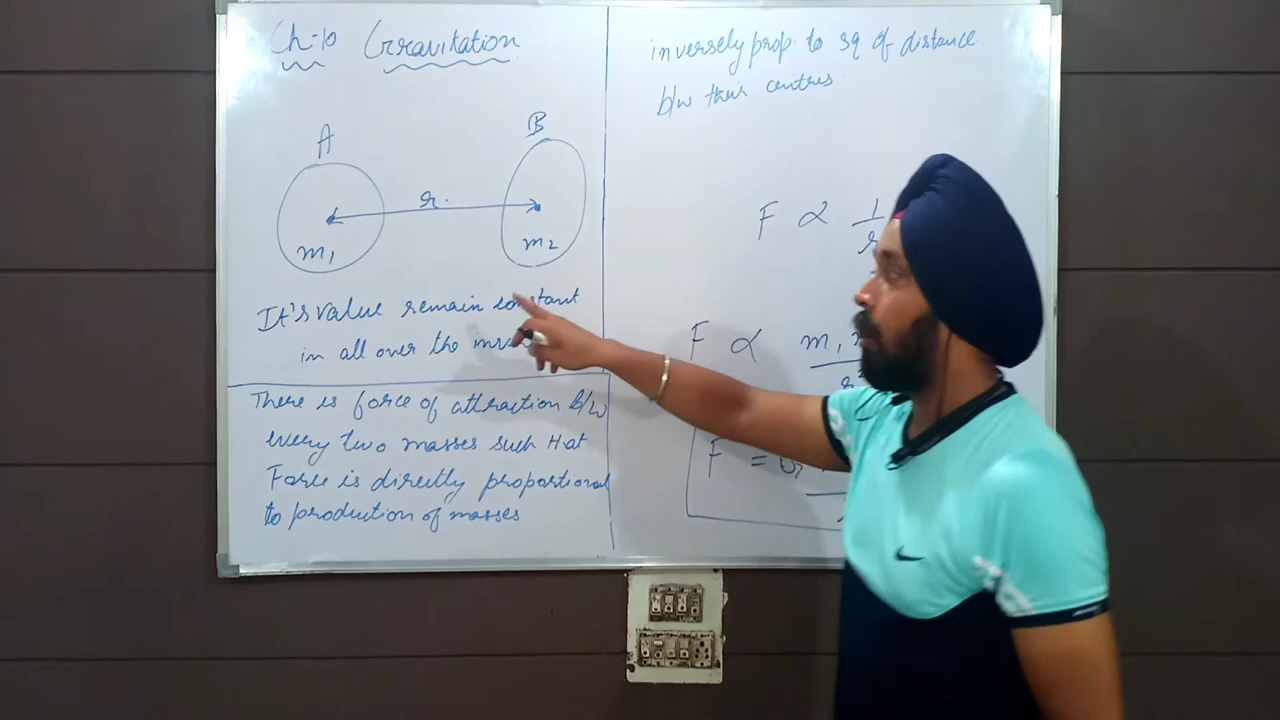 Ch-10 Gravitation
A
B
r
m1
m2
It's value remain constant
in all over the
There is force of attraction b/w
every two masses such that
Force is directly proportional
to production of masses
inversely prop. to sq of distance
b/w their centres
F ∝ 1
F ∝ m1
F = G